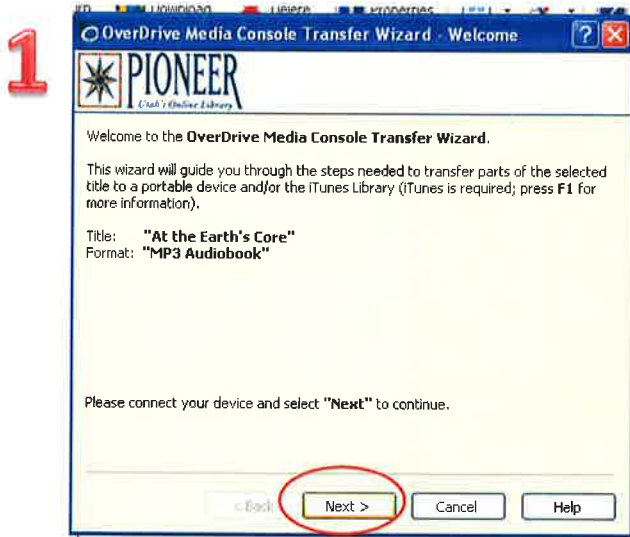 Download Delete Properties
1
OverDrive Media Console Transfer Wizard - Welcome
PIONEER
Utah's Online Library
Welcome to the OverDrive Media Console Transfer Wizard.
This wizard will guide you through the steps needed to transfer parts of the selected
title to a portable device and/or the iTunes Library (iTunes is required; press F1 for
more information).
Title: "At the Earth's Core"
Format: "MP3 Audiobook"
Please connect your device and select "Next" to continue.
< Back Next > Cancel Help